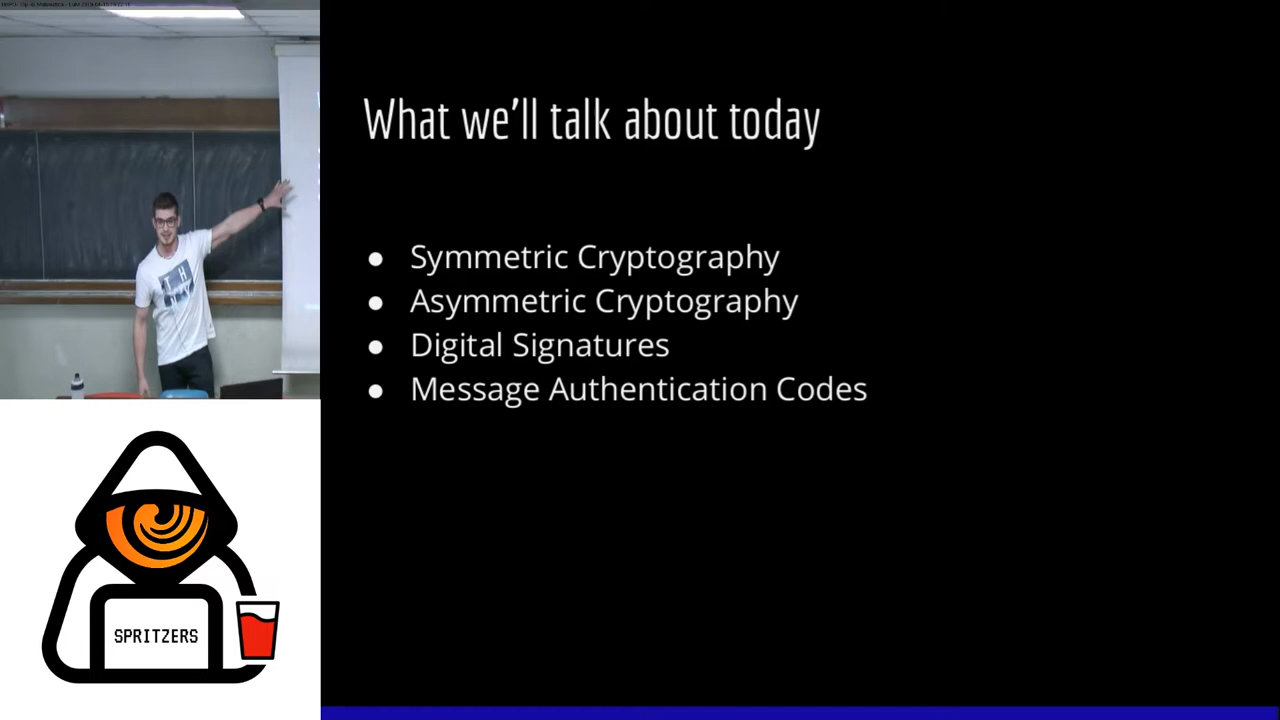 What we'll talk about today
● Symmetric Cryptography
● Asymmetric Cryptography
● Digital Signatures
● Message Authentication Codes
SPRITZERS